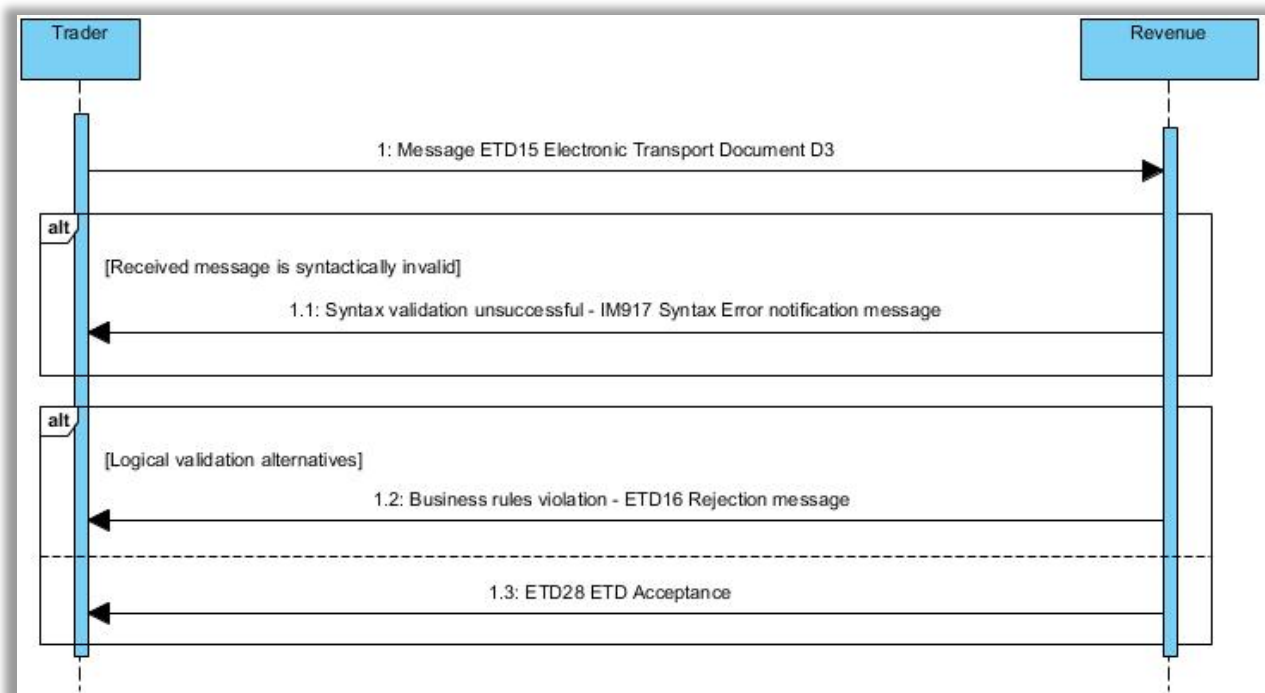 Trader
Revenue
1: Message ETD15 Electronic Transport Document D3
alt
[Received message is syntactically invalid]
1.1: Syntax validation unsuccessful - IM917 Syntax Error notification message
alt
[Logical validation alternatives]
1.2: Business rules violation - ETD16 Rejection message
1.3: ETD28 ETD Acceptance